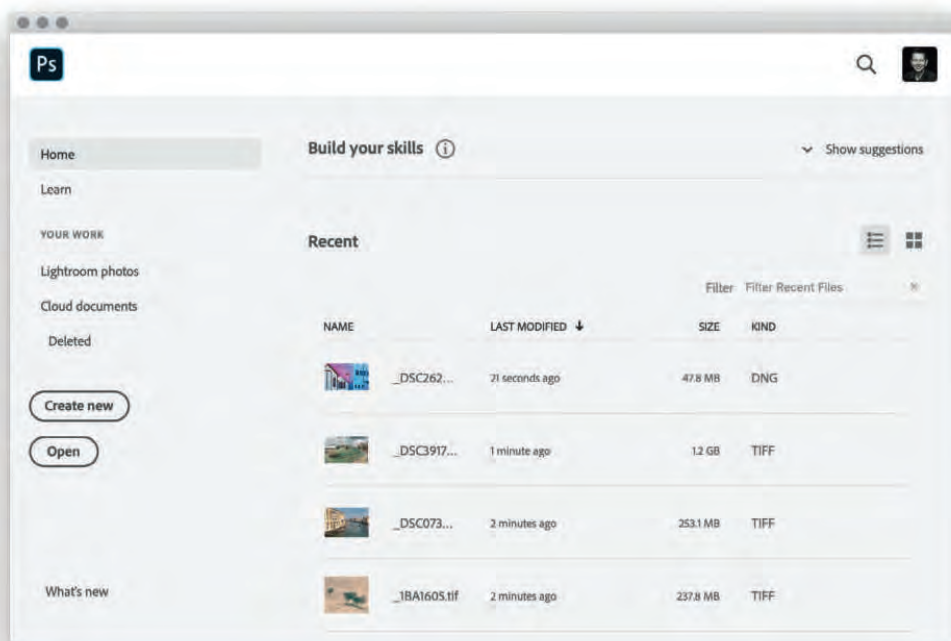 Ps
Home
Learn
YOUR WORK
Lightroom photos
Cloud documents
Deleted
Create new
Open
What's new
Build your skills
Show suggestions
Recent
Filter Filter Recent Files
NAME LAST MODIFIED SIZE KIND
_DSC262... 21 seconds ago 47.8 MB DNG
_DSC3917... 1 minute ago 1.2 GB TIFF
_DSC073... 2 minutes ago 253.1 MB TIFF
_1BA1605.tif 2 minutes ago 237.8 MB TIFF